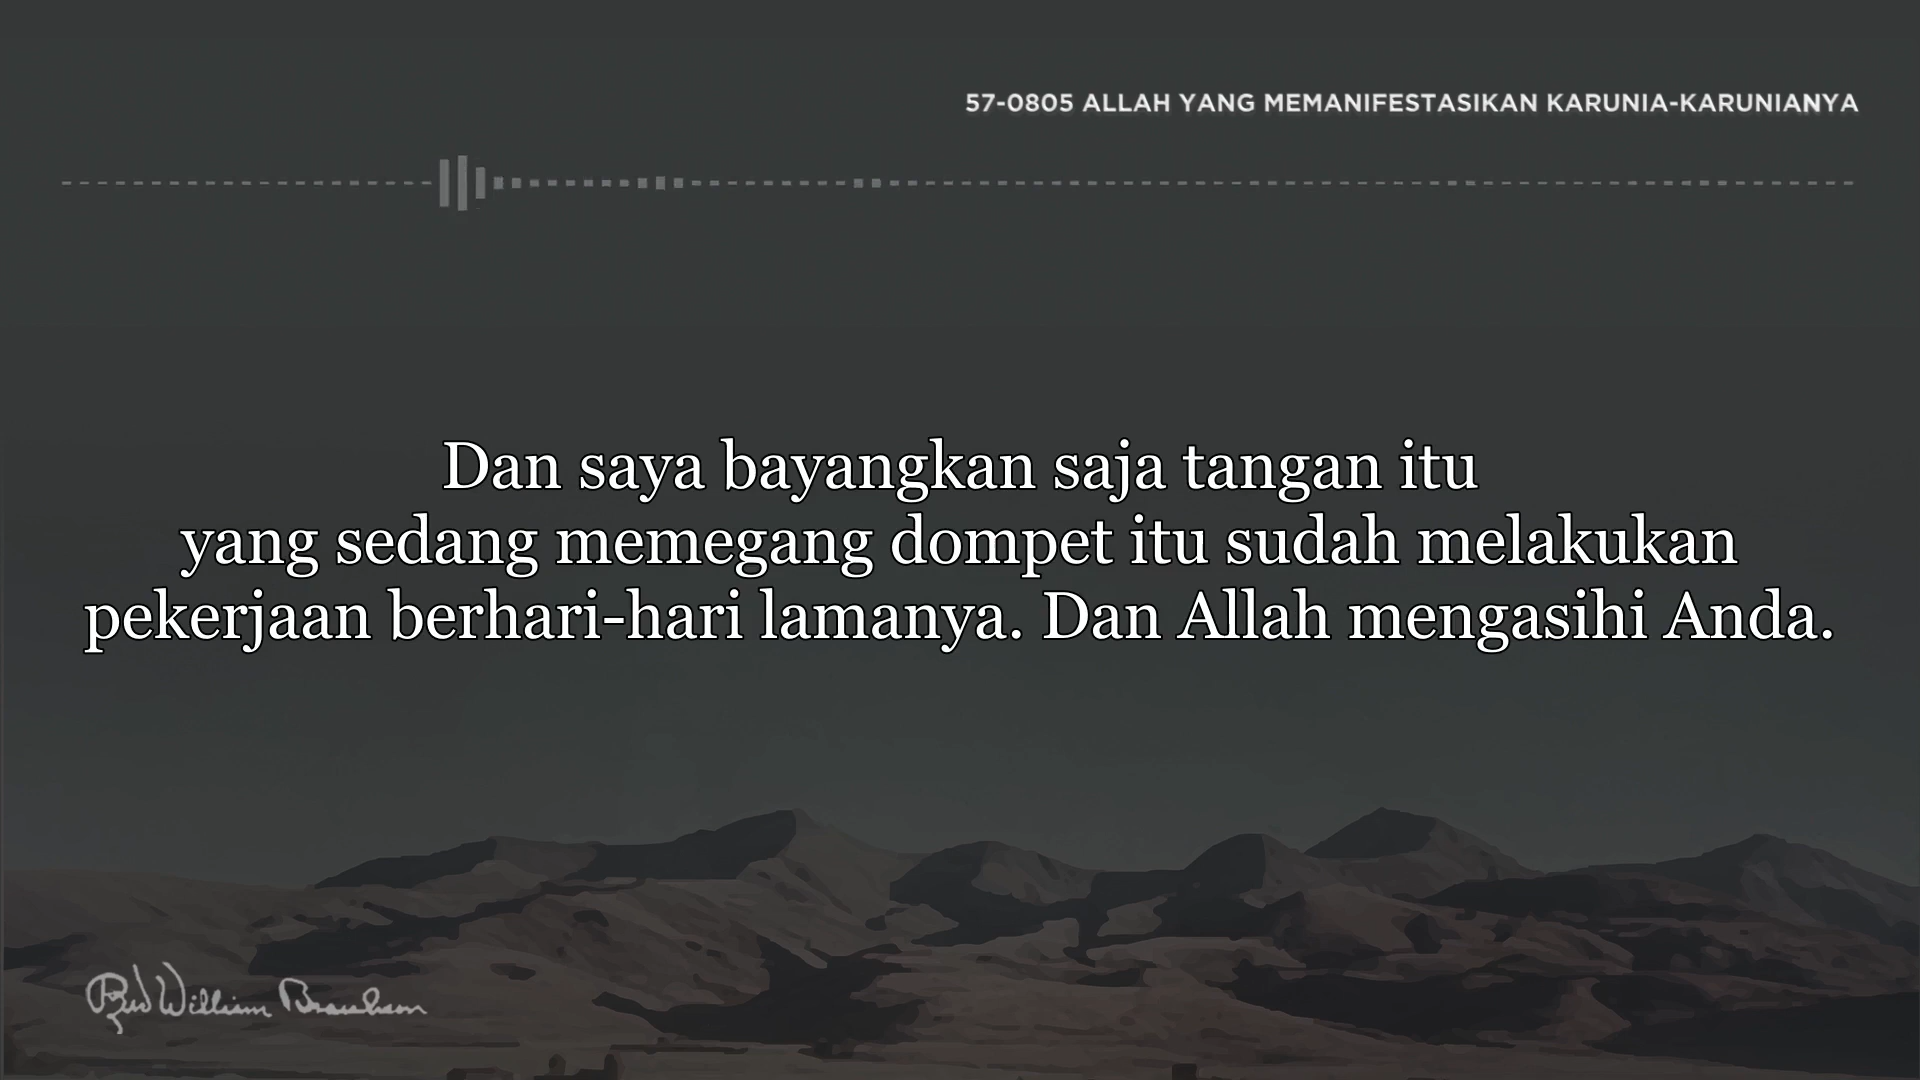 57-0805 ALLAH YANG MEMANIFESTASIKAN KARUNIA-KARUNIANYA
Dan saya bayangkan saja tangan itu
yang sedang memegang dompet itu sudah melakukan
pekerjaan berhari-hari lamanya. Dan Allah mengasihi Anda.
Rev William Branham